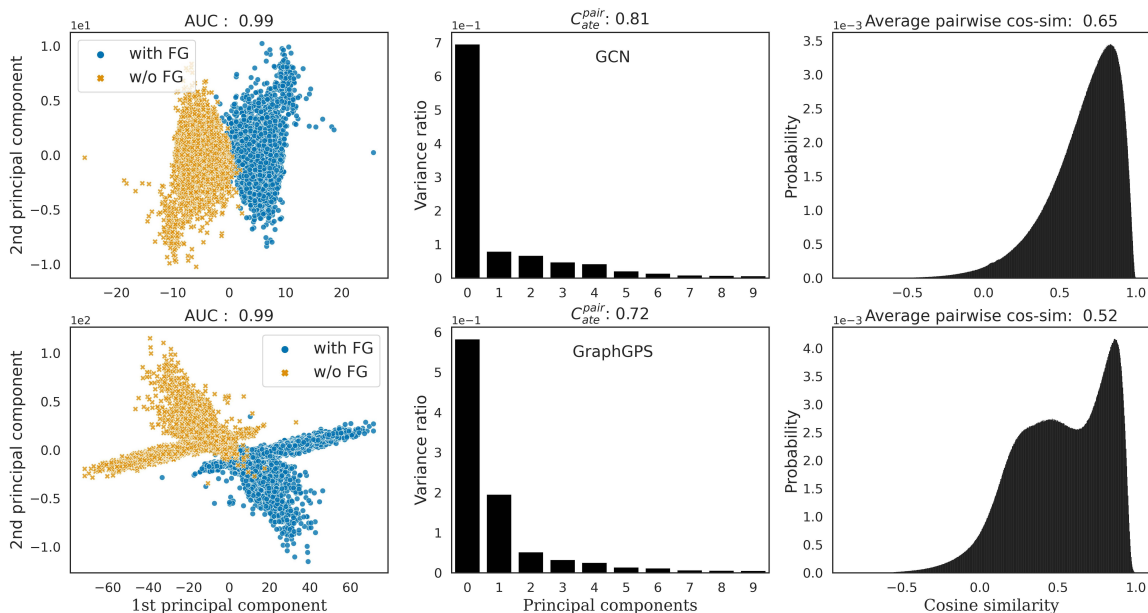 AUC :  0.99
1e1
with FG
w/o FG
2nd principal component
1.0
0.5
0.0
−0.5
−1.0
−20 −10 0 10 20
C_{ate}^{pair}: 0.81
1e−1
GCN
Variance ratio
7
6
5
4
3
2
1
0
0 1 2 3 4 5 6 7 8 9
Average pairwise cos-sim:  0.65
1e−3
Probability
3.5
3.0
2.5
2.0
1.5
1.0
0.5
0.0
−0.5 0.0 0.5 1.0
AUC :  0.99
1e2
with FG
w/o FG
2nd principal component
1.0
0.5
0.0
−0.5
−1.0
−60 −40 −20 0 20 40 60
1st principal component
C_{ate}^{pair}: 0.72
1e−1
GraphGPS
Variance ratio
6
5
4
3
2
1
0
0 1 2 3 4 5 6 7 8 9
Principal components
Average pairwise cos-sim:  0.52
1e−3
Probability
4.0
3.5
3.0
2.5
2.0
1.5
1.0
0.5
0.0
−0.5 0.0 0.5 1.0
Cosine similarity